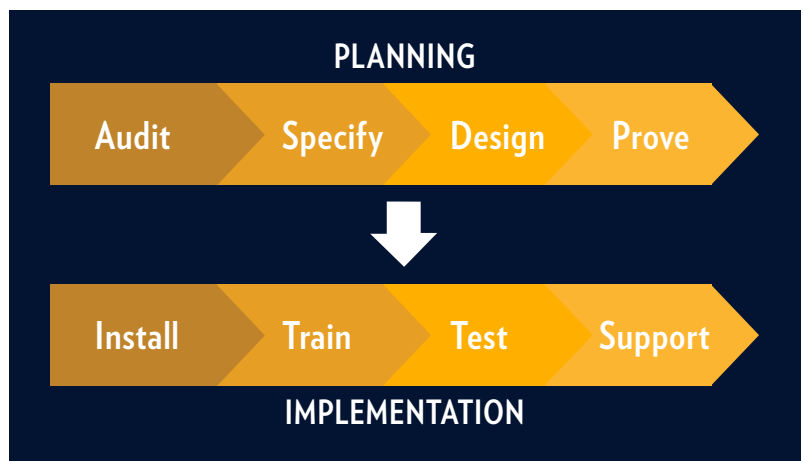 PLANNING
Audit Specify Design Prove
Install Train Test Support
IMPLEMENTATION